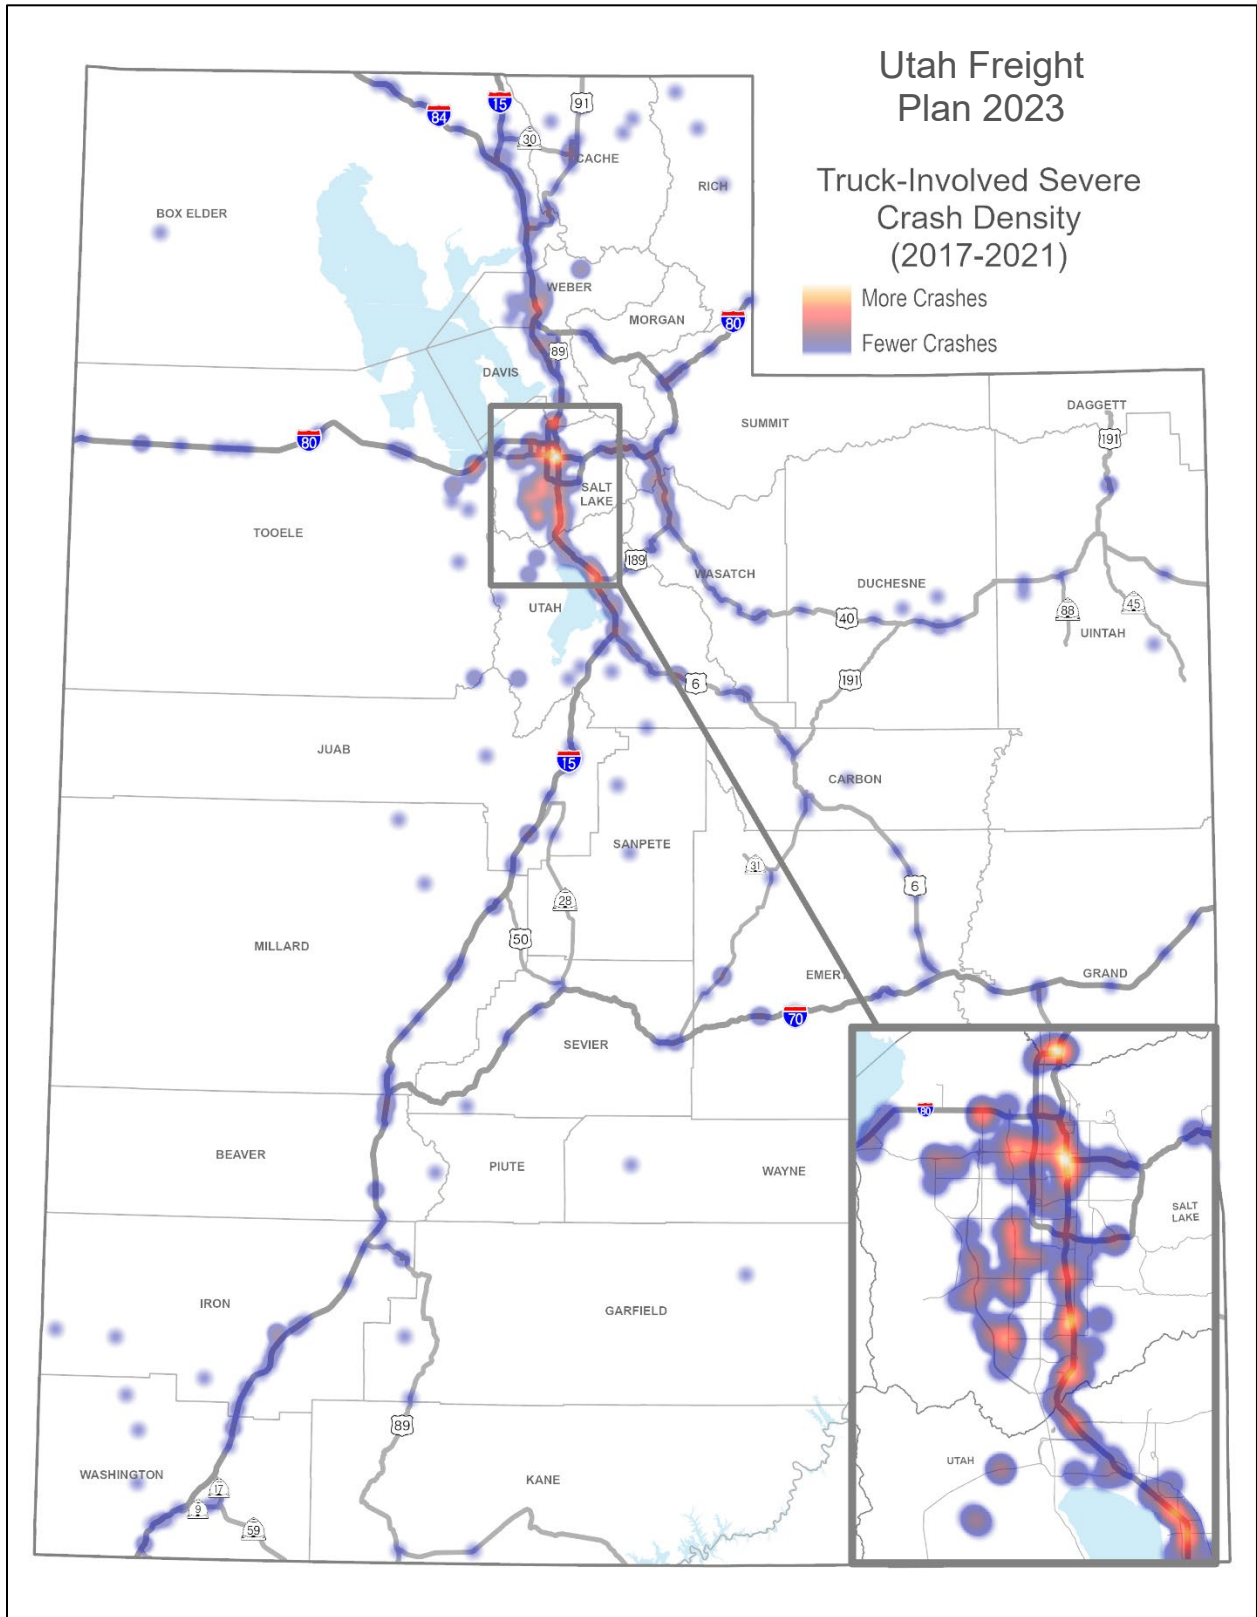 Utah Freight
Plan 2023
Truck-Involved Severe
Crash Density
(2017-2021)
More Crashes
Fewer Crashes
84
15
91
30
CACHE
RICH
BOX ELDER
WEBER
MORGAN
80
89
DAVIS
80
SUMMIT
DAGGETT
191
SALT
LAKE
TOOELE
189
WASATCH
DUCHESNE
UTAH
40
88
45
UINTAH
6
191
JUAB
15
CARBON
SANPETE
31
28
6
50
MILLARD
EMERY
GRAND
70
SEVIER
80
BEAVER
PIUTE
WAYNE
SALT
LAKE
IRON
GARFIELD
89
UTAH
WASHINGTON
KANE
17
9
59